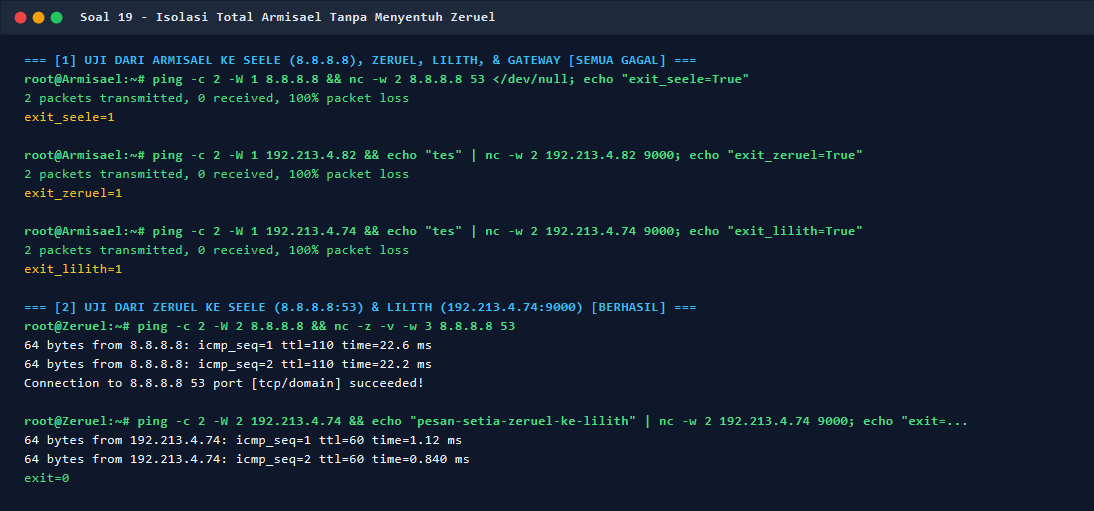 Soal 19 - Isolasi Total Armisael Tanpa Menyentuh Zeruel
=== [1] UJI DARI ARMISAEL KE SEELE (8.8.8.8), ZERUEL, LILITH, & GATEWAY [SEMUA GAGAL] ===
root@Armisael:~# ping -c 2 -W 1 8.8.8.8 && nc -w 2 8.8.8.8 53 </dev/null; echo "exit_seele=True"
2 packets transmitted, 0 received, 100% packet loss
exit_seele=1
root@Armisael:~# ping -c 2 -W 1 192.213.4.82 && echo "tes" | nc -w 2 192.213.4.82 9000; echo "exit_zeruel=True"
2 packets transmitted, 0 received, 100% packet loss
exit_zeruel=1
root@Armisael:~# ping -c 2 -W 1 192.213.4.74 && echo "tes" | nc -w 2 192.213.4.74 9000; echo "exit_lilith=True"
2 packets transmitted, 0 received, 100% packet loss
exit_lilith=1
=== [2] UJI DARI ZERUEL KE SEELE (8.8.8.8:53) & LILITH (192.213.4.74:9000) [BERHASIL] ===
root@Zeruel:~# ping -c 2 -W 2 8.8.8.8 && nc -z -v -w 3 8.8.8.8 53
64 bytes from 8.8.8.8: icmp_seq=1 ttl=110 time=22.6 ms
64 bytes from 8.8.8.8: icmp_seq=2 ttl=110 time=22.2 ms
Connection to 8.8.8.8 53 port [tcp/domain] succeeded!
root@Zeruel:~# ping -c 2 -W 2 192.213.4.74 && echo "pesan-setia-zeruel-ke-lilith" | nc -w 2 192.213.4.74 9000; echo "exit=...
64 bytes from 192.213.4.74: icmp_seq=1 ttl=60 time=1.12 ms
64 bytes from 192.213.4.74: icmp_seq=2 ttl=60 time=0.840 ms
exit=0